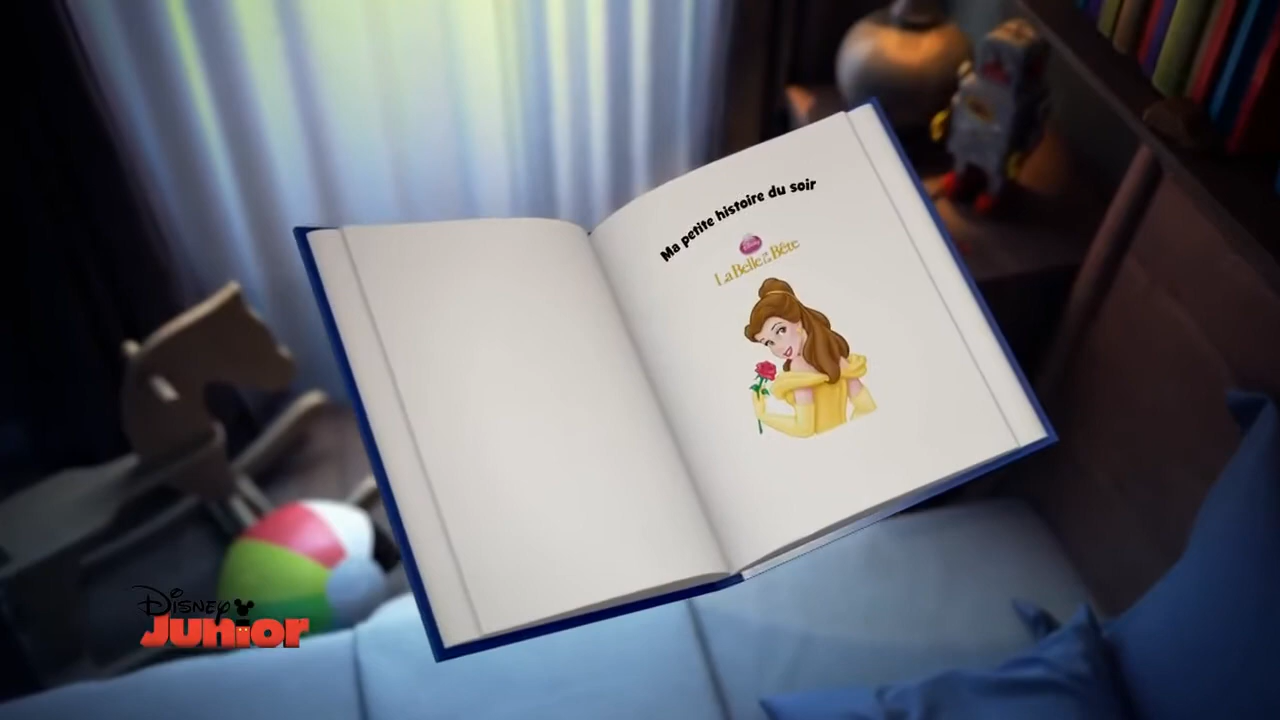 Ma petite histoire du soir
La Belle et la Bête
Disney
Junior